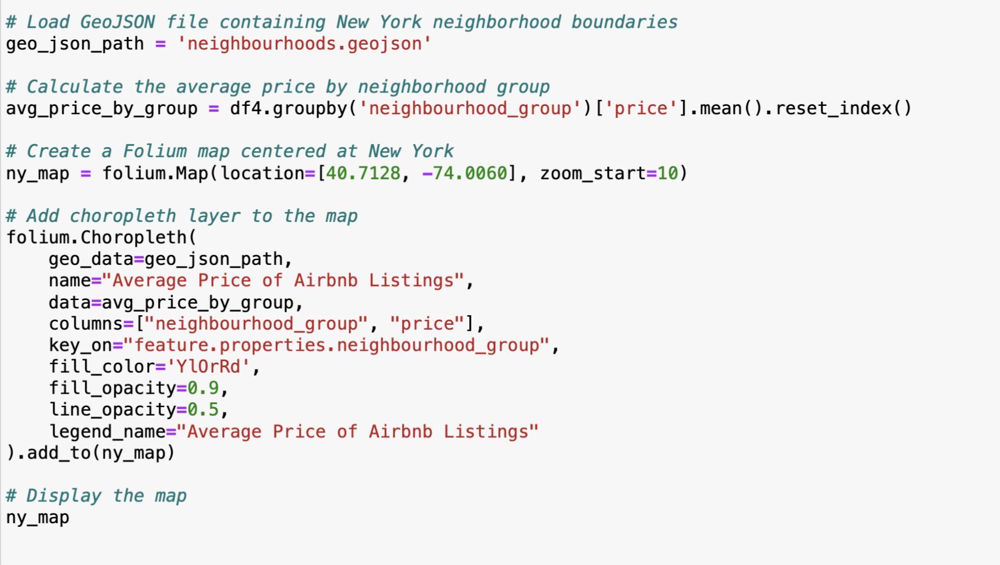 # Load GeoJSON file containing New York neighborhood boundaries
geo_json_path = 'neighbourhoods.geojson'
# Calculate the average price by neighborhood group
avg_price_by_group = df4.groupby('neighbourhood_group')['price'].mean().reset_index()
# Create a Folium map centered at New York
ny_map = folium.Map(location=[40.7128, -74.0060], zoom_start=10)
# Add choropleth layer to the map
folium.Choropleth(
    geo_data=geo_json_path,
    name="Average Price of Airbnb Listings",
    data=avg_price_by_group,
    columns=["neighbourhood_group", "price"],
    key_on="feature.properties.neighbourhood_group",
    fill_color='YlOrRd',
    fill_opacity=0.9,
    line_opacity=0.5,
    legend_name="Average Price of Airbnb Listings"
).add_to(ny_map)
# Display the map
ny_map